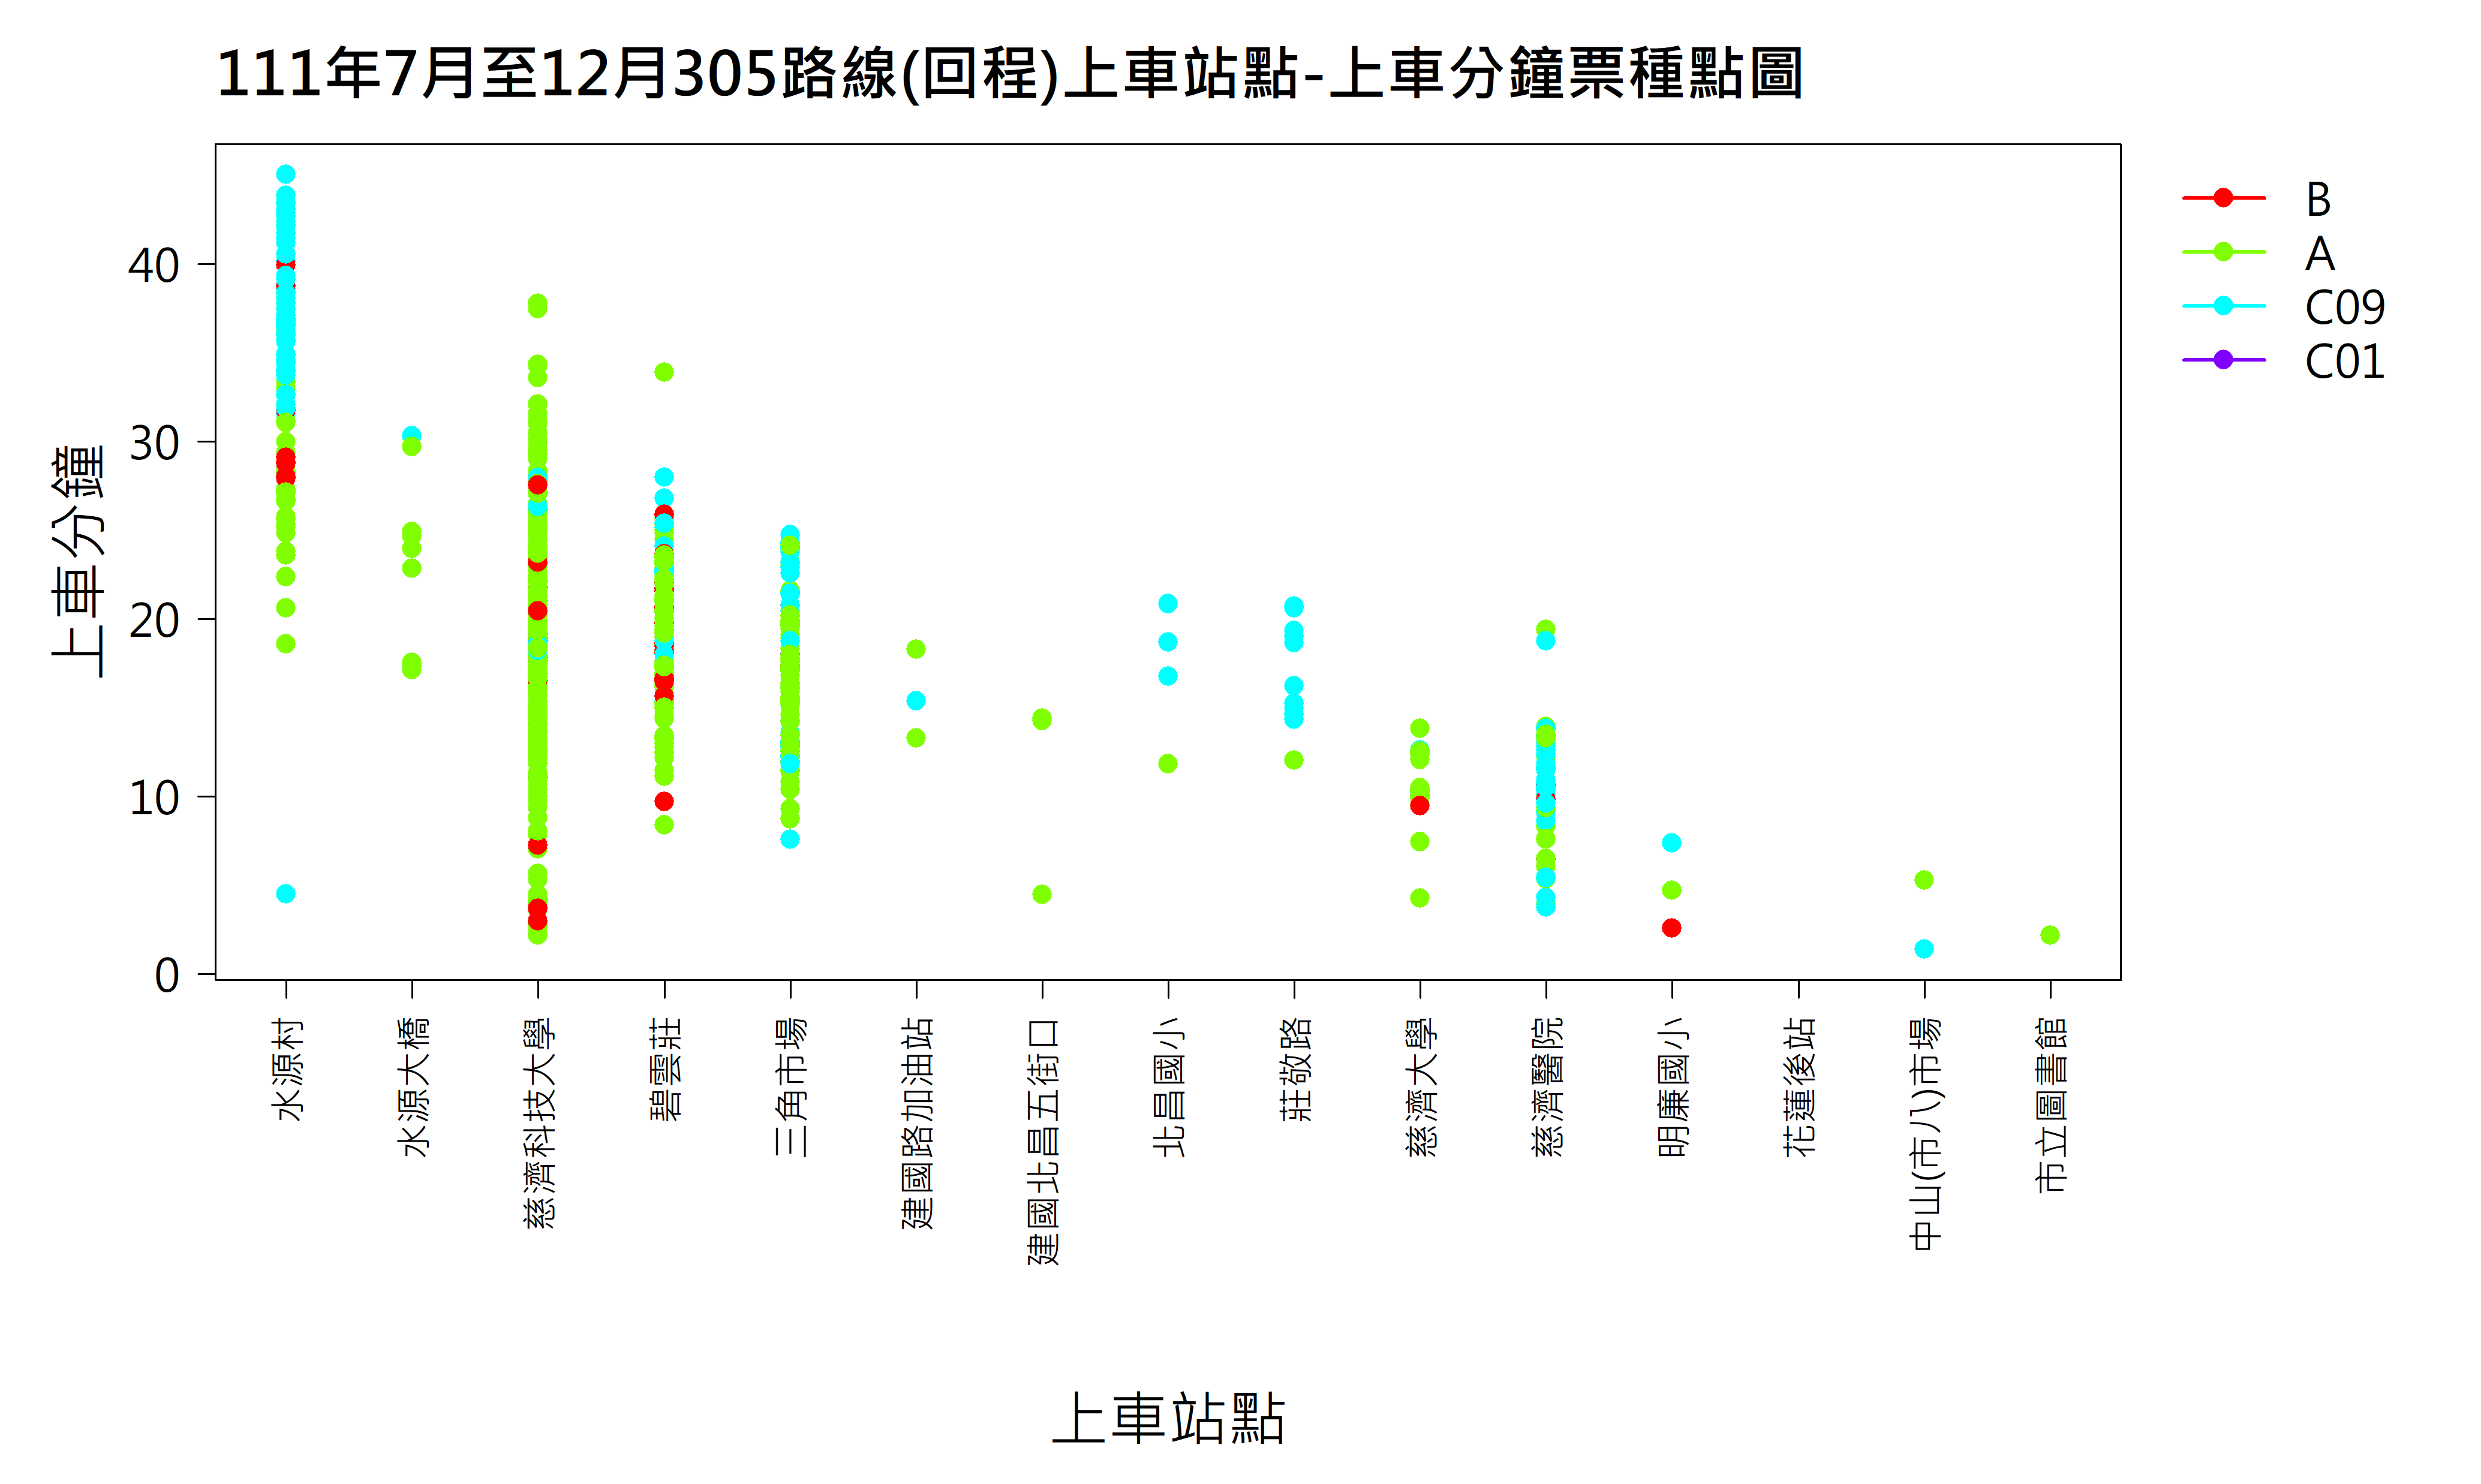 111年7月至12月305路線(回程)上車站點-上車分鐘票種點圖
B
A
C09
C01
上車分鐘
40
30
20
10
0
水源村
水源大橋
慈濟科技大學
碧雲莊
三角市場
建國路加油站
建國北昌五街口
北昌國小
莊敬路
慈濟大學
慈濟醫院
明廉國小
花蓮後站
中山(市八)市場
市立圖書館
上車站點